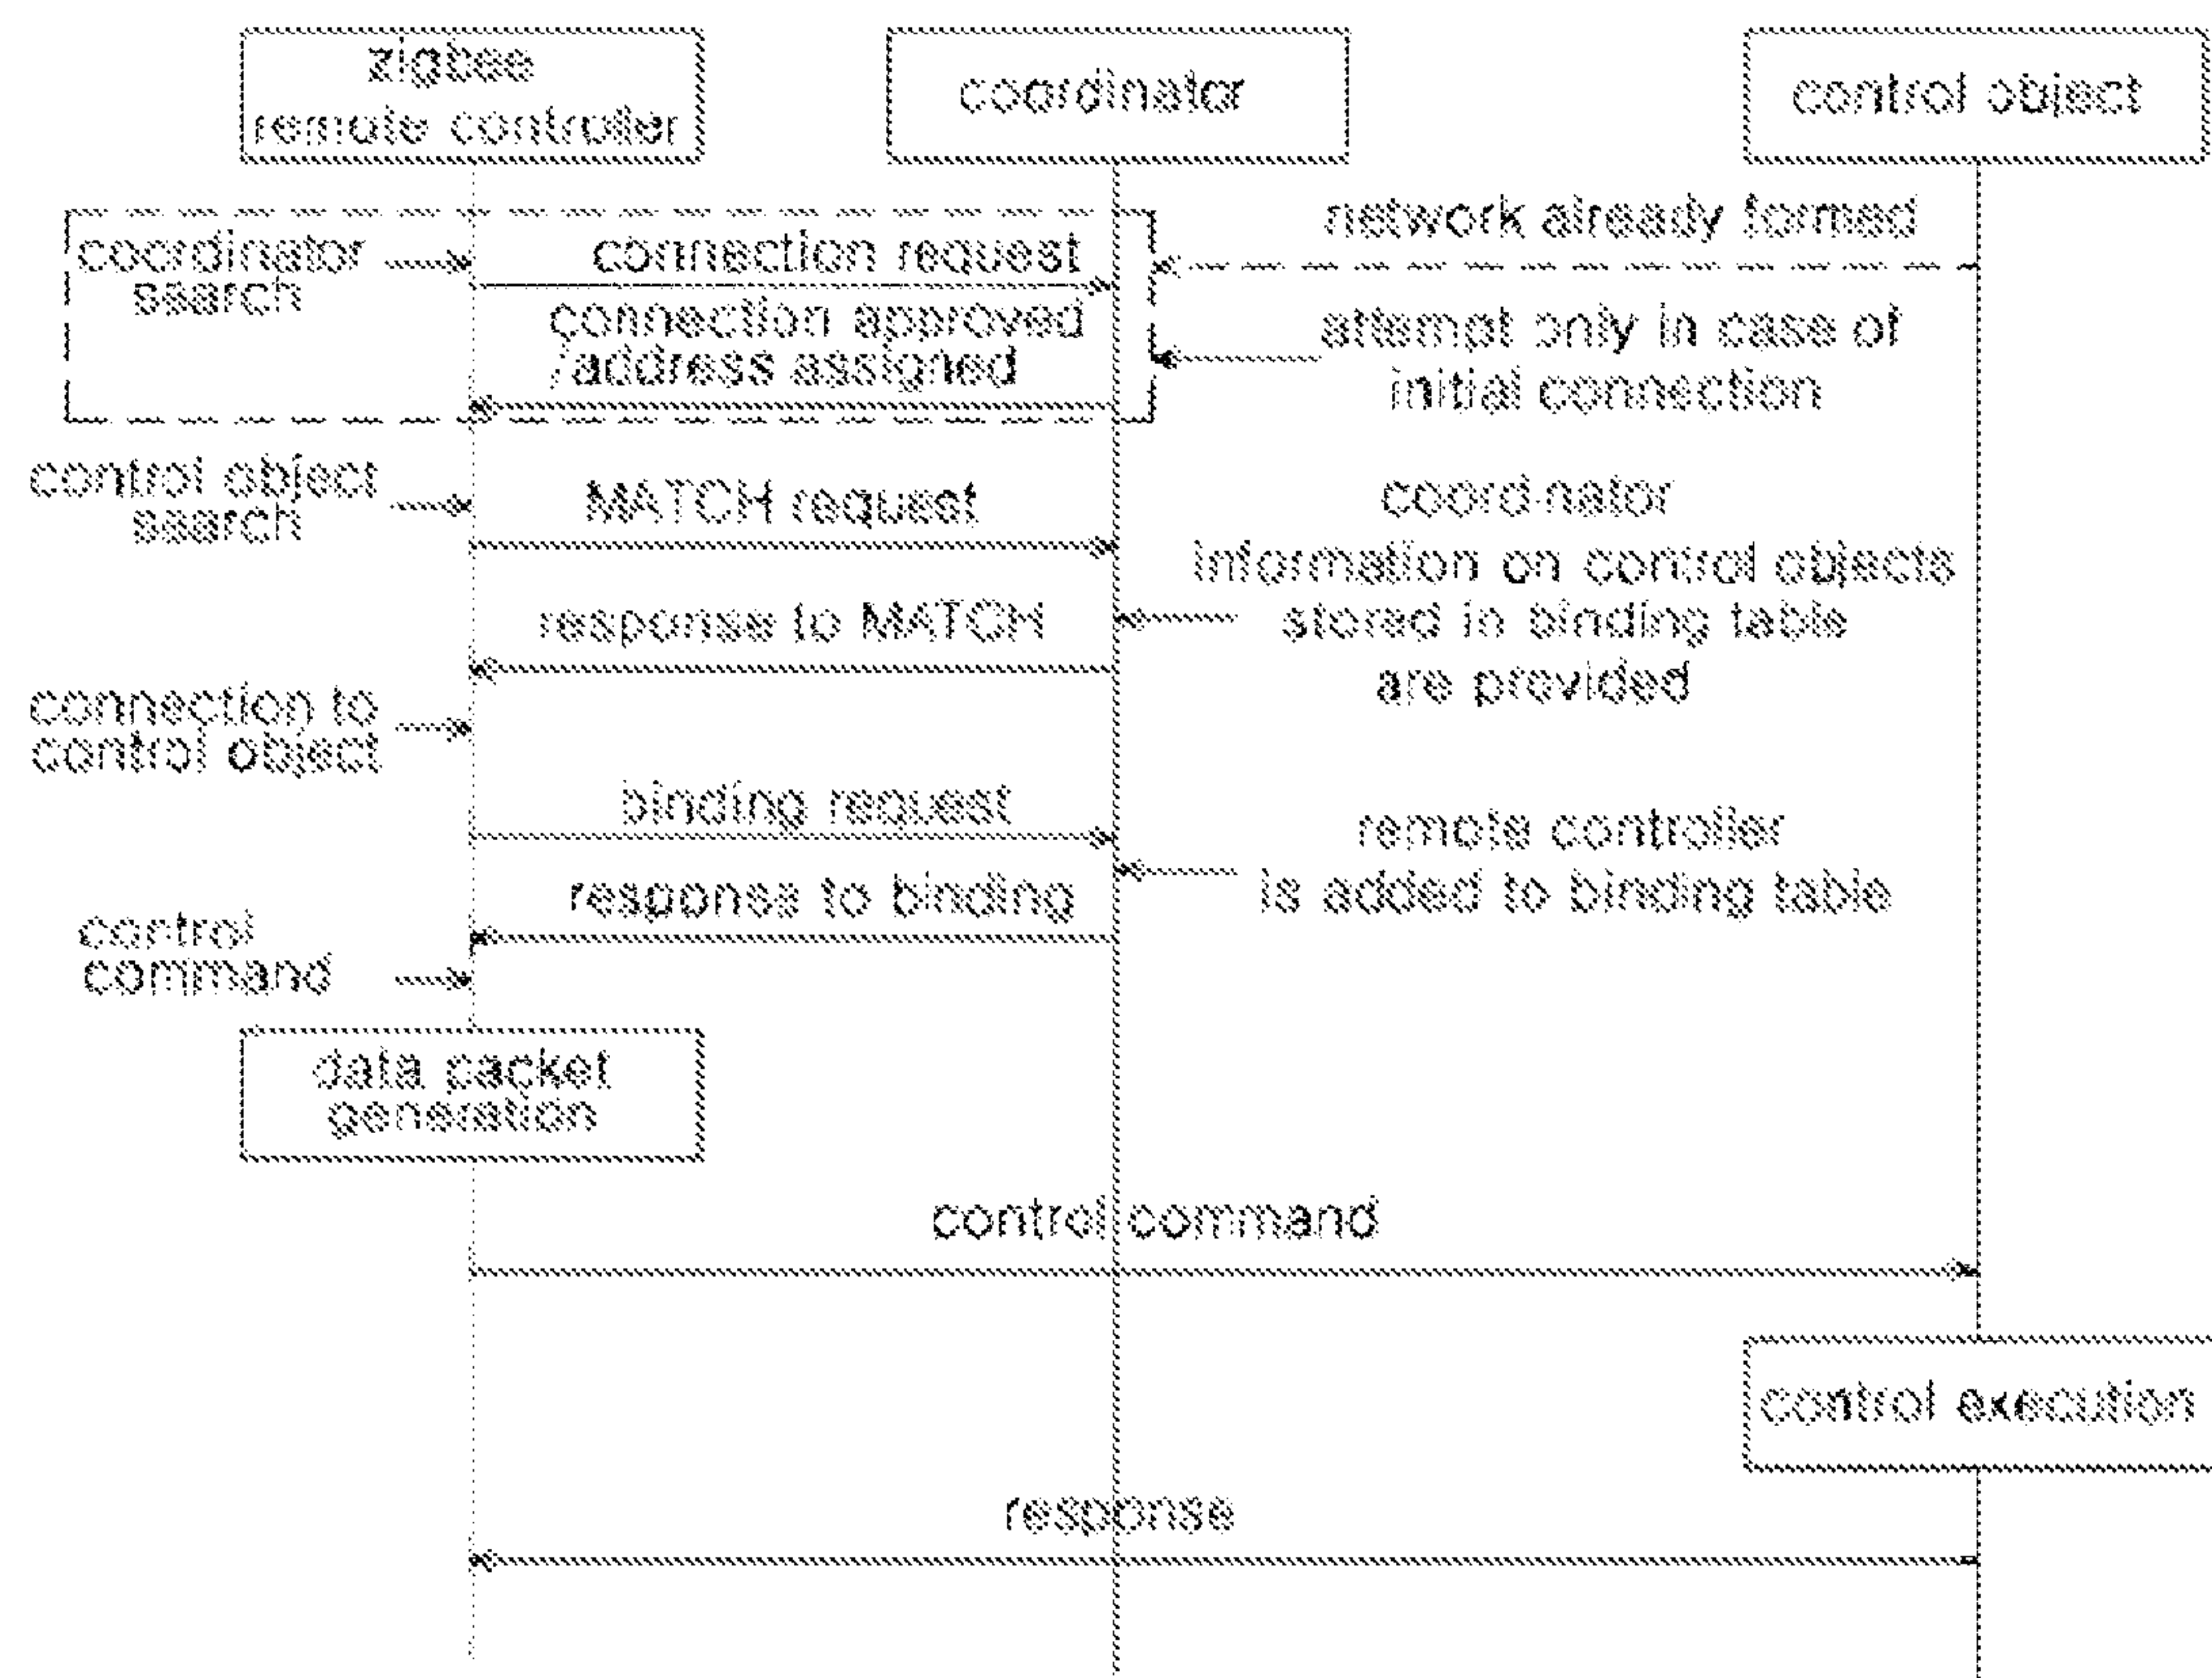 zigbee
remote controller
coordinator
control object
coordinator
search
connection request
network already formed
connection approved
/address assigned
attempt only in case of
initial connection
control object
search
MATCH request
coordinator
information on control objects
stored in binding table
are provided
response to MATCH
connection to
control object
binding request
remote controller
is added to binding table
response to binding
control
command
data packet
generation
control command
control execution
response